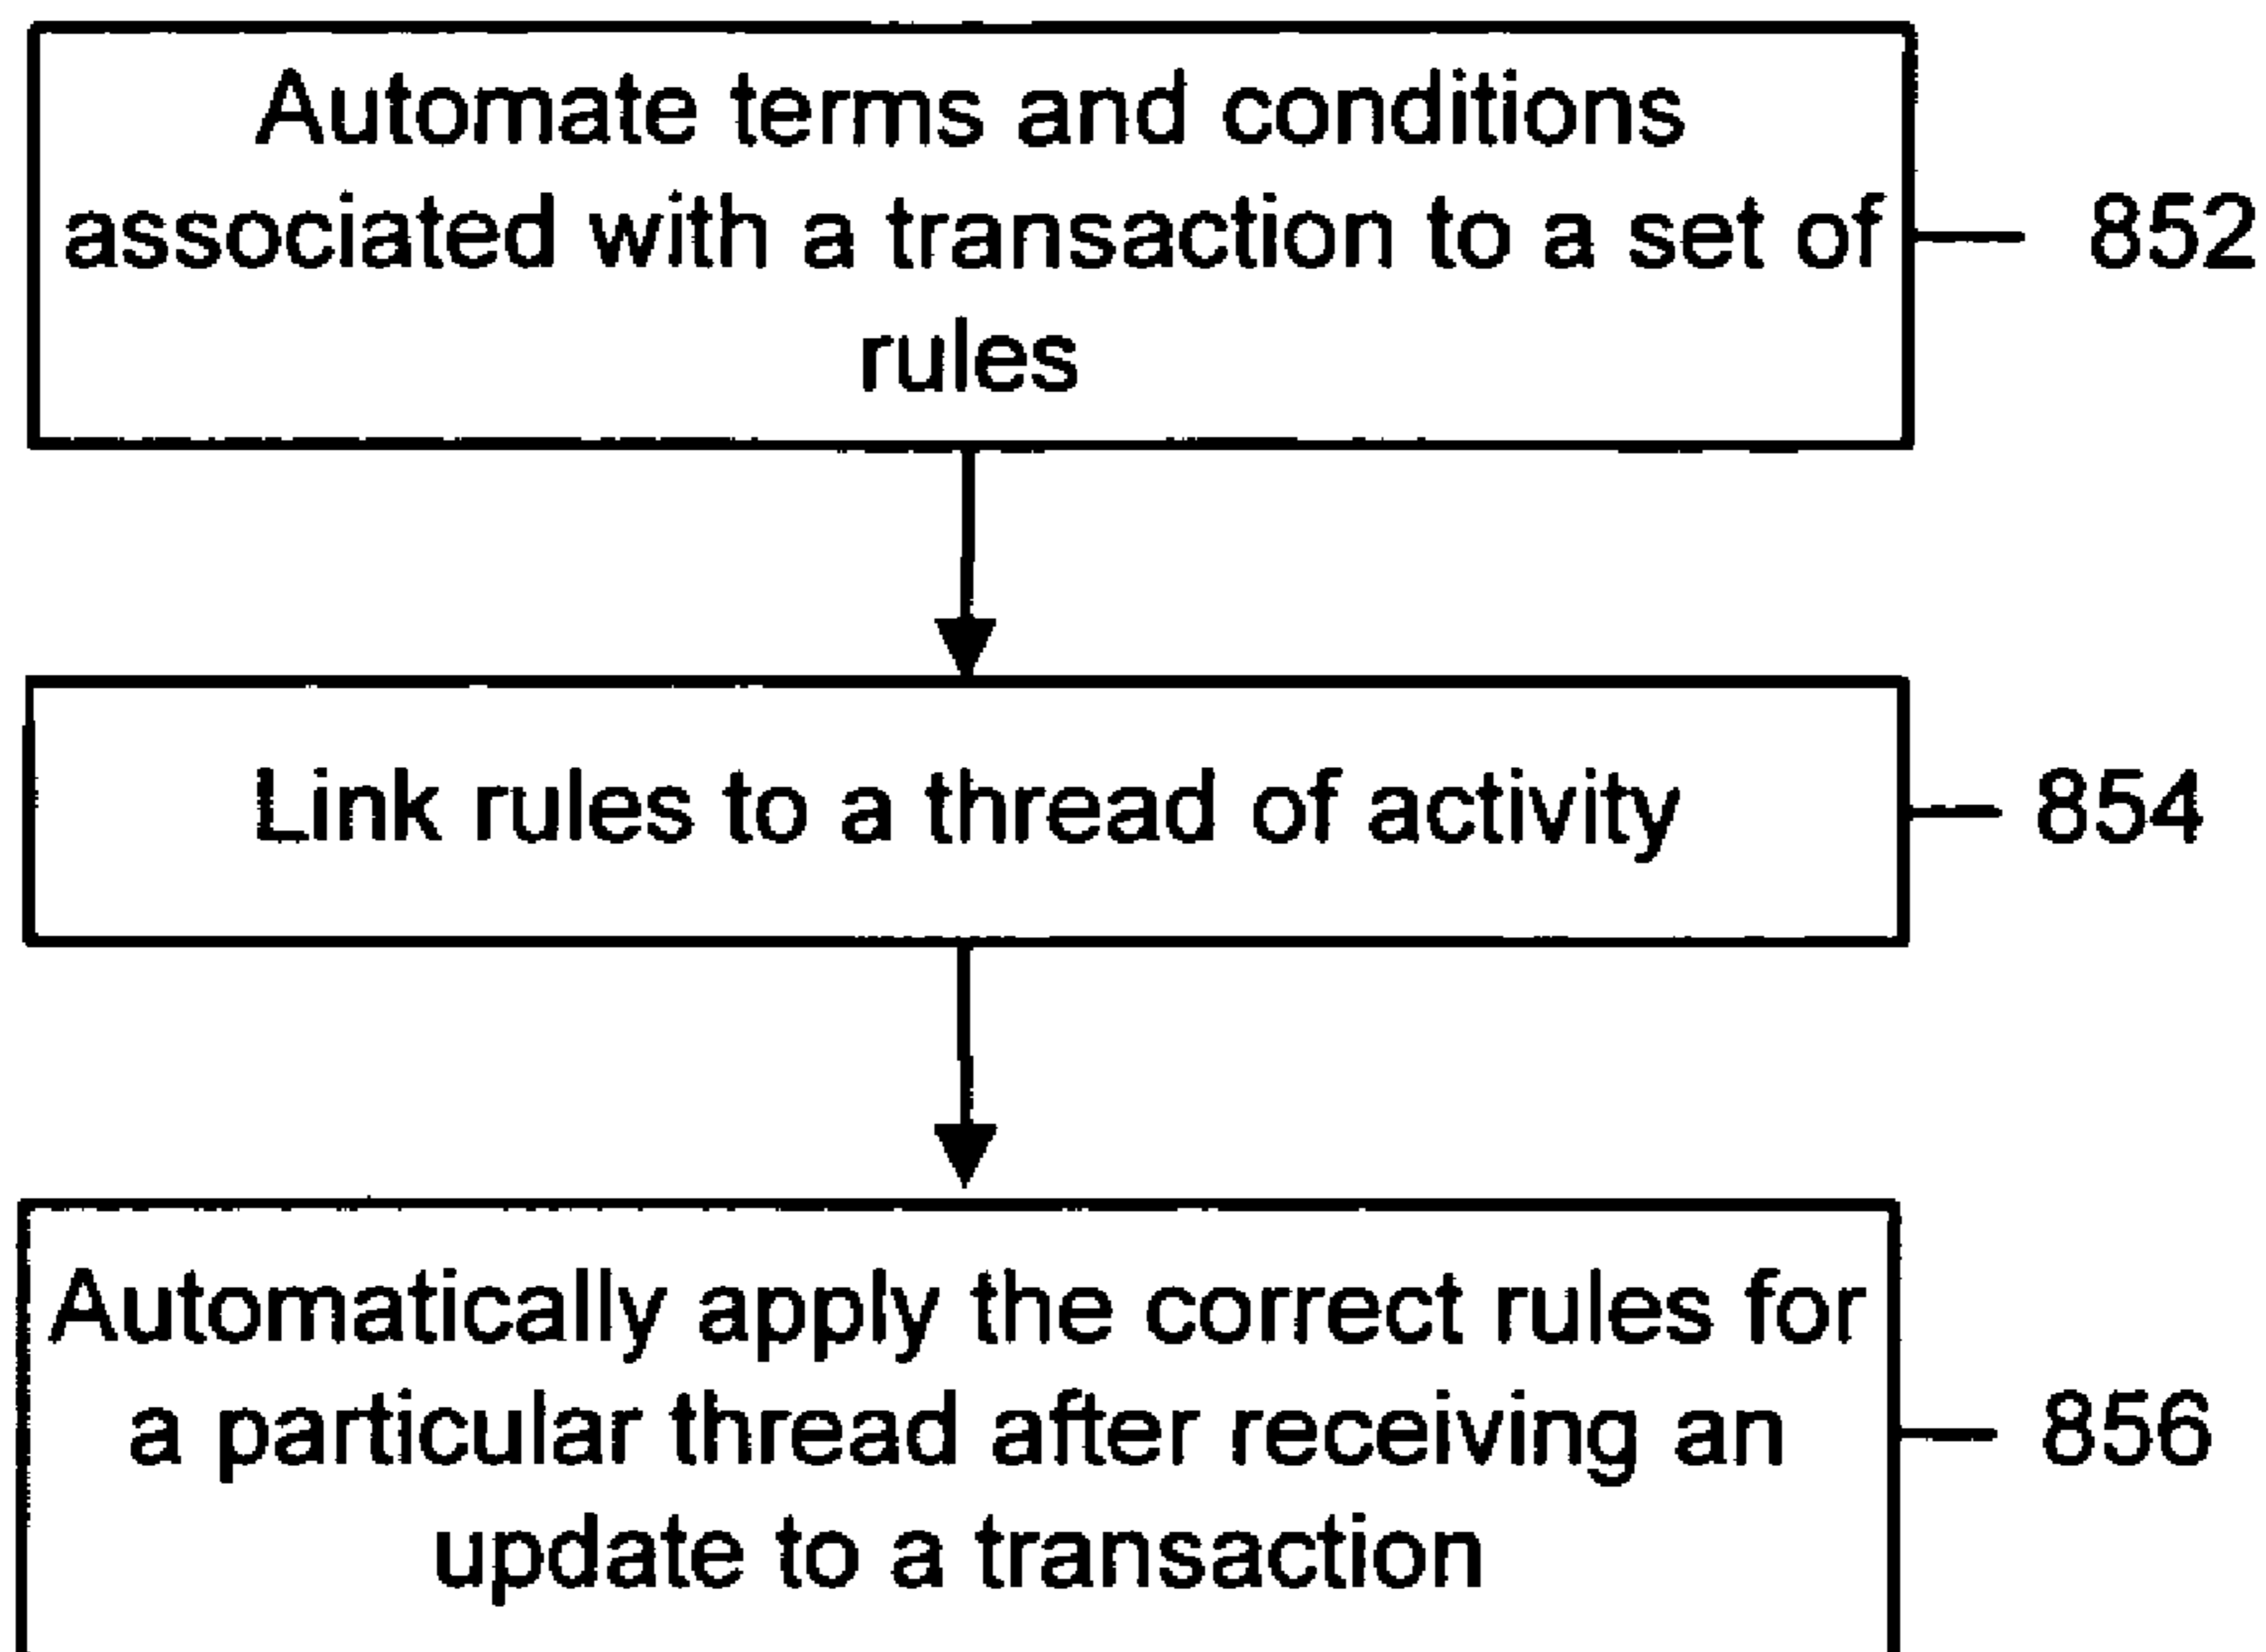 Automate terms and conditions
associated with a transaction to a set of
rules
852
Link rules to a thread of activity
854
Automatically apply the correct rules for
a particular thread after receiving an
update to a transaction
856